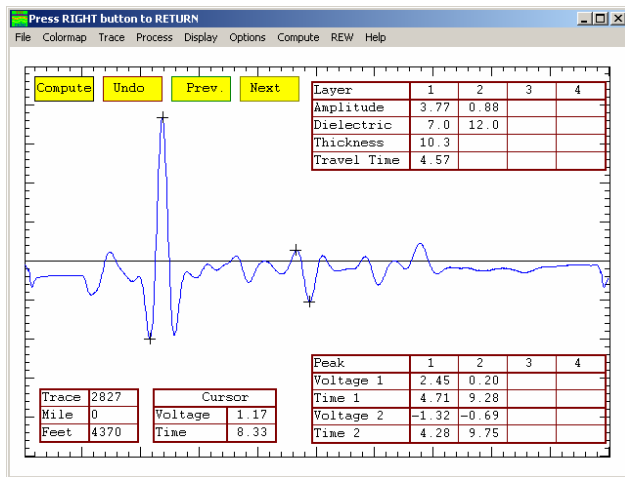 Press RIGHT button to RETURN
File Colormap Trace Process Display Options Compute REW Help
Compute Undo Prev. Next
Layer 1 2 3 4
Amplitude 3.77 0.88
Dielectric 7.0 12.0
Thickness 10.3
Travel Time 4.57
Peak 1 2 3 4
Voltage 1 2.45 0.20
Time 1 4.71 9.28
Voltage 2 -1.32 -0.69
Time 2 4.28 9.75
Trace 2827
Mile 0
Feet 4370
Cursor
Voltage 1.17
Time 8.33